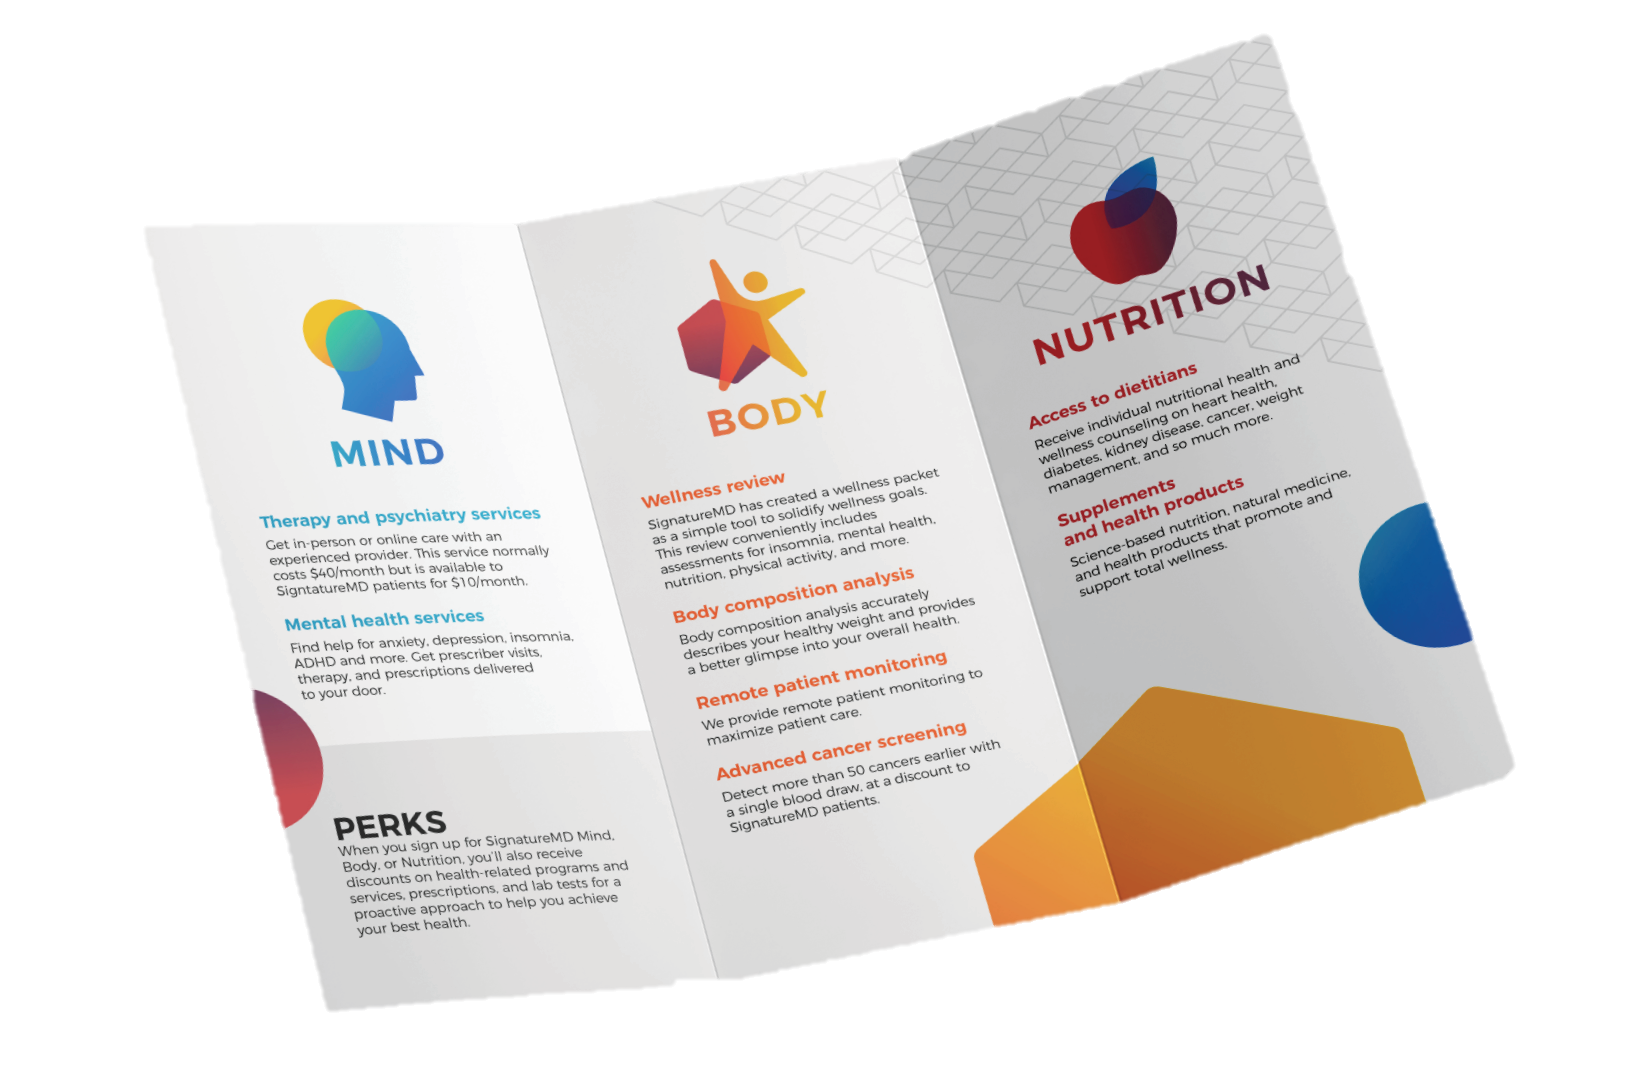 MIND
Therapy and psychiatry services
Get in-person or online care with an
experienced provider. This service normally
costs $40/month but is available to
SigntatureMD patients for $10/month.
Mental health services
Find help for anxiety, depression, insomnia,
ADHD and more. Get prescriber visits,
therapy, and prescriptions delivered
to your door.
PERKS
When you sign up for SignatureMD Mind,
Body, or Nutrition, you'll also receive
discounts on health-related programs and
services, prescriptions, and lab tests for a
proactive approach to help you achieve
your best health.
BODY
Wellness review
SignatureMD has created a wellness packet
as a simple tool to solidify wellness goals.
This review conveniently includes
assessments for insomnia, mental health,
nutrition, physical activity, and more.
Body composition analysis
Body composition analysis accurately
describes your healthy weight and provides
a better glimpse into your overall health.
Remote patient monitoring
We provide remote patient monitoring to
maximize patient care.
Advanced cancer screening
Detect more than 50 cancers earlier with
a single blood draw, at a discount to
SignatureMD patients.
NUTRITION
Access to dietitians
Receive individual nutritional health and
wellness counseling on heart health,
diabetes, kidney disease, cancer, weight
management, and so much more.
Supplements
and health products
Science-based nutrition, natural medicine,
and health products that promote and
support total wellness.